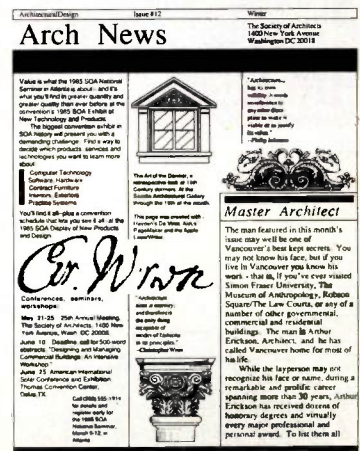 ArchitecturalDesign
Issue #12
Winter
Arch News
The Society of Architects
1400 New York Avenue
Washington DC 20018
Value is what the 1985 SOA National
Seminar in Atlanta is about - and it's
what you'll find in greater quantity and
greater quality than ever before at the
convention's 1985 SOA Exhibit of
New Technology and Products.
The biggest convention exhibit in
SOA history will present you with a
demanding challenge: Find a way to
decide which products, services and
technologies you want to learn more
about:
Computer Technology
Software, Hardware
Contract Furniture
Interiors, Exteriors
Practice Systems
You'll find it all--plus a convention
schedule that lets you see it all - at the
1985 SOA Display of New Products
and Design
Conferences, seminars,
workshops:
May 21-25 25th Annual Meeting,
The Society of Architects, 1400 New
York Avenue, Wash. DC 20018
June 10 Deadline call for 500-word
abstracts, "Designing and Managing
Commercial Buildings: An Intensive
Workshop."
June 25 American International
Solar Conference and Exhibition
Thomas Convention Center,
Dallas TX
Call (209) 555-1914
for details and
register early for
the 1985 SOA
National Seminar,
March 9-12, in
Atlanta
The Art of the Dormer, a
retrospective look at 19th
Century dormers. At the
Architectural Gallery
through the 15th of the month.
This page was created with
PageMaker and the Apple
LaserWriter.
"Architecture...
has its own
validity. It needs
no reference to
any other
to make it
visible or to justify
its value."
-Philip Johnson
"Architecture
aims at eternity;
and therefore is
the only thing
incapable of
modes & fashions
in its principles."
-Christopher Wren
Master Architect
The man featured in this month's
issue may well be one of
Vancouver's best kept secrets. You
may not know his face, but if you
live in Vancouver you know his
work - that is, if you've ever visited
Simon Fraser University, The
Museum of Anthropology, Robson
Square/The Law Courts, or any of a
number of other governmental,
commercial and residential
buildings. The man is Arthur
Erickson, Architect, and he has
called Vancouver home for most of
his life.
While the layperson may not
recognize his face or name, during a
remarkable and prolific career
spanning more than 30 years, Arthur
Erickson has received dozens of
honorary degrees and virtually
every major professional and
personal award. To list them all